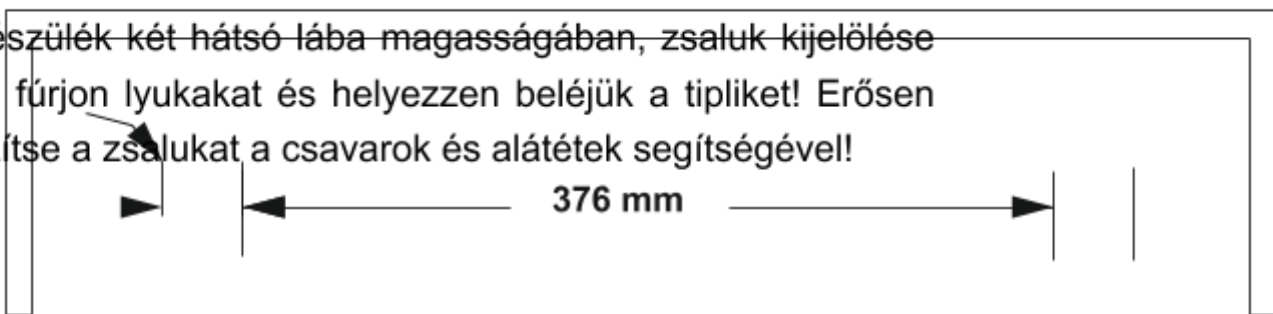 észülék két hátsó lába magasságában, zsaluk kijelölése
fúrjon lyukakat és helyezzen beléjük a tipliket! Erősen
ítse a zsalukat a csavarok és alátétek segítségével!
376 mm